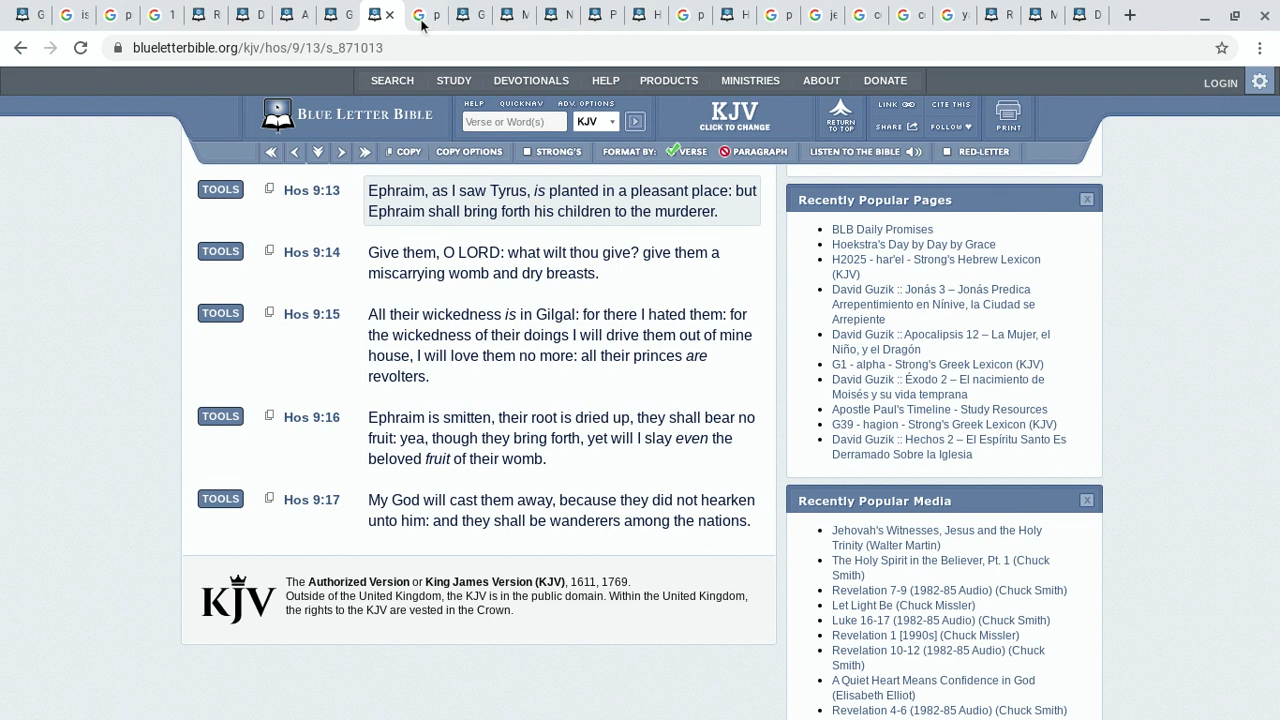 G
is
p
1
R
D
A
G
p
G
M
N
P
H
p
H
p
je
c
c
y
R
M
D
blueletterbible.org/kjv/hos/9/13/s_871013
SEARCH STUDY DEVOTIONALS HELP PRODUCTS MINISTRIES ABOUT DONATE
LOGIN
BLUE LETTER BIBLE
HELP QUICKNAV ADV. OPTIONS
Verse or Word(s)
KJV
KJV
CLICK TO CHANGE
RETURN
TO TOP
LINK
CITE THIS
SHARE
FOLLOW
PRINT
COPY
COPY OPTIONS
STRONG'S
FORMAT BY: VERSE PARAGRAPH
LISTEN TO THE BIBLE
RED-LETTER
TOOLS Hos 9:13 Ephraim, as I saw Tyrus, is planted in a pleasant place: but
Ephraim shall bring forth his children to the murderer.
TOOLS Hos 9:14 Give them, O LORD: what wilt thou give? give them a
miscarrying womb and dry breasts.
TOOLS Hos 9:15 All their wickedness is in Gilgal: for there I hated them: for
the wickedness of their doings I will drive them out of mine
house, I will love them no more: all their princes are
revolters.
TOOLS Hos 9:16 Ephraim is smitten, their root is dried up, they shall bear no
fruit: yea, though they bring forth, yet will I slay even the
beloved fruit of their womb.
TOOLS Hos 9:17 My God will cast them away, because they did not hearken
unto him: and they shall be wanderers among the nations.
KJV
The Authorized Version or King James Version (KJV), 1611, 1769.
Outside of the United Kingdom, the KJV is in the public domain. Within the United Kingdom,
the rights to the KJV are vested in the Crown.
Recently Popular Pages
BLB Daily Promises
Hoekstra's Day by Day by Grace
H2025 - har'el - Strong's Hebrew Lexicon
(KJV)
David Guzik :: Jonás 3 – Jonás Predica
Arrepentimiento en Nínive, la Ciudad se
Arrepiente
David Guzik :: Apocalipsis 12 – La Mujer, el
Niño, y el Dragón
G1 - alpha - Strong's Greek Lexicon (KJV)
David Guzik :: Éxodo 2 – El nacimiento de
Moisés y su vida temprana
Apostle Paul's Timeline - Study Resources
G39 - hagion - Strong's Greek Lexicon (KJV)
David Guzik :: Hechos 2 – El Espíritu Santo Es
Derramado Sobre la Iglesia
Recently Popular Media
Jehovah's Witnesses, Jesus and the Holy
Trinity (Walter Martin)
The Holy Spirit in the Believer, Pt. 1 (Chuck
Smith)
Revelation 7-9 (1982-85 Audio) (Chuck Smith)
Let Light Be (Chuck Missler)
Luke 16-17 (1982-85 Audio) (Chuck Smith)
Revelation 1 [1990s] (Chuck Missler)
Revelation 10-12 (1982-85 Audio) (Chuck
Smith)
A Quiet Heart Means Confidence in God
(Elisabeth Elliot)
Revelation 4-6 (1982-85 Audio) (Chuck Smith)